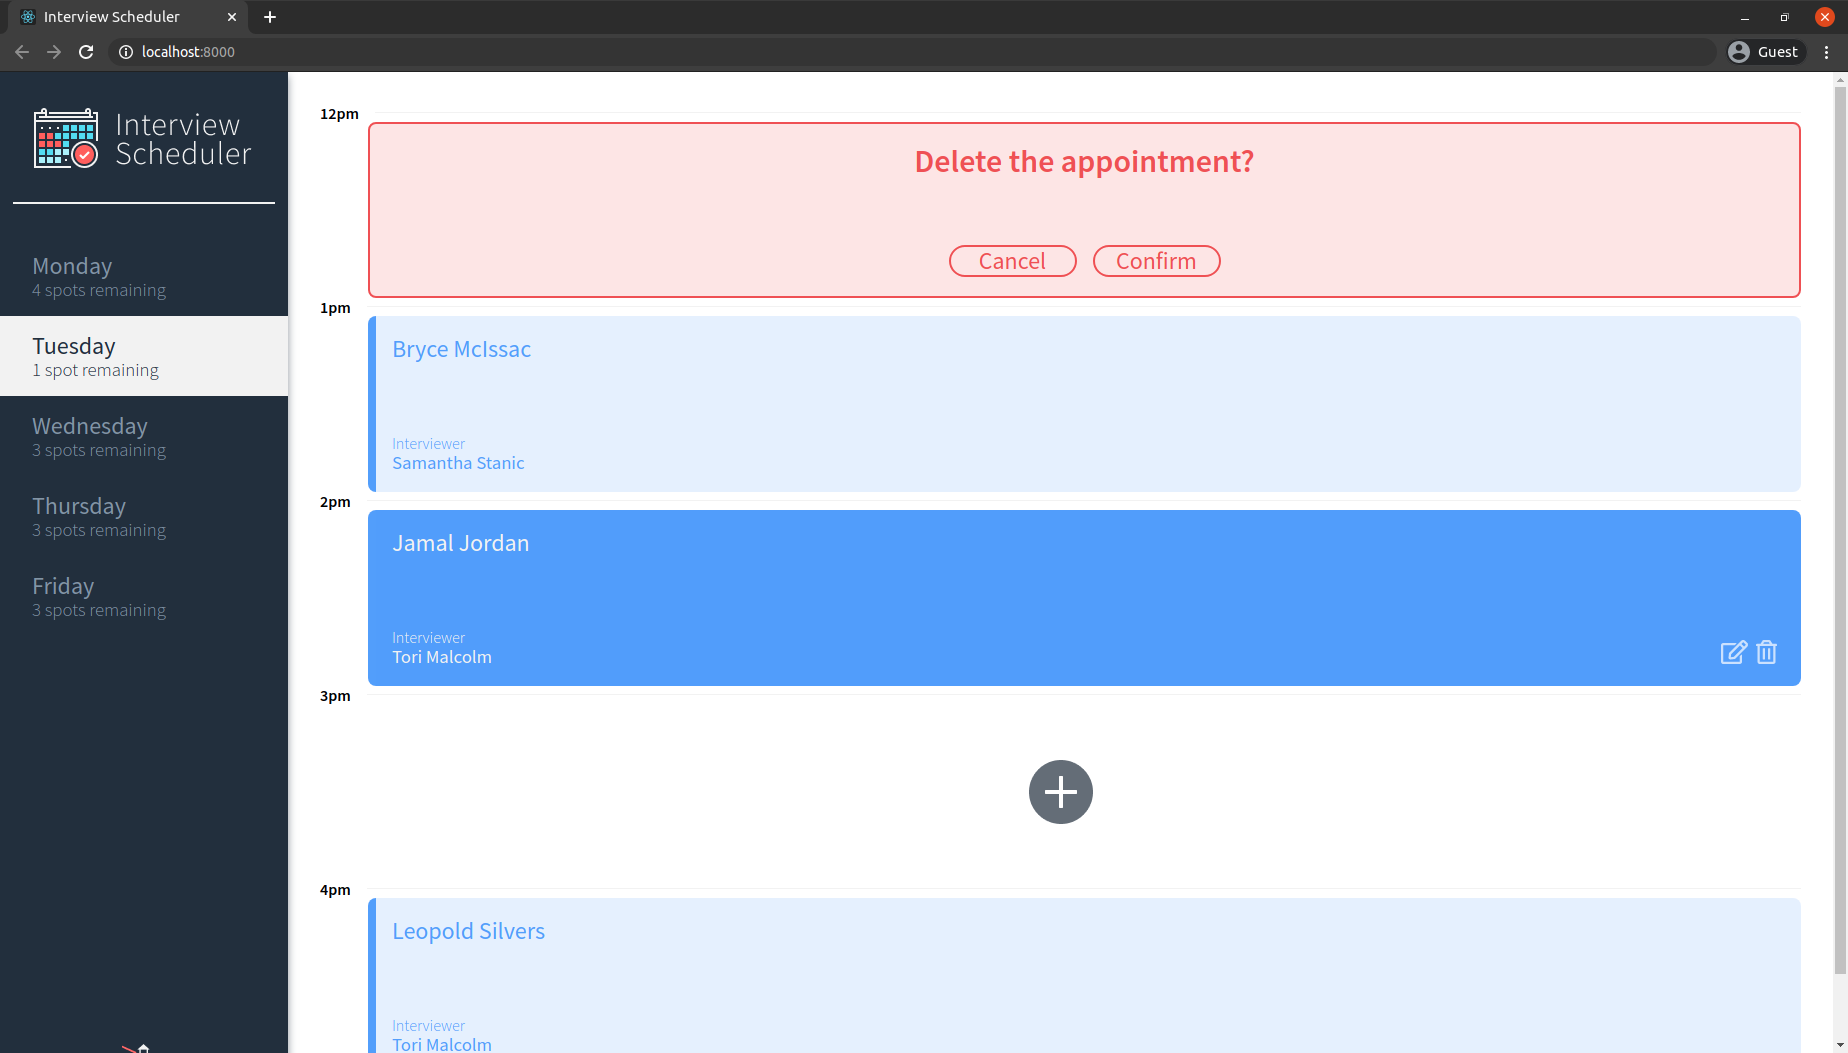 Interview Scheduler
localhost:8000
Guest
Interview
Scheduler
Monday
4 spots remaining
Tuesday
1 spot remaining
Wednesday
3 spots remaining
Thursday
3 spots remaining
Friday
3 spots remaining
12pm
Delete the appointment?
Cancel Confirm
1pm
Bryce McIssac
Interviewer
Samantha Stanic
2pm
Jamal Jordan
Interviewer
Tori Malcolm
3pm
4pm
Leopold Silvers
Interviewer
Tori Malcolm